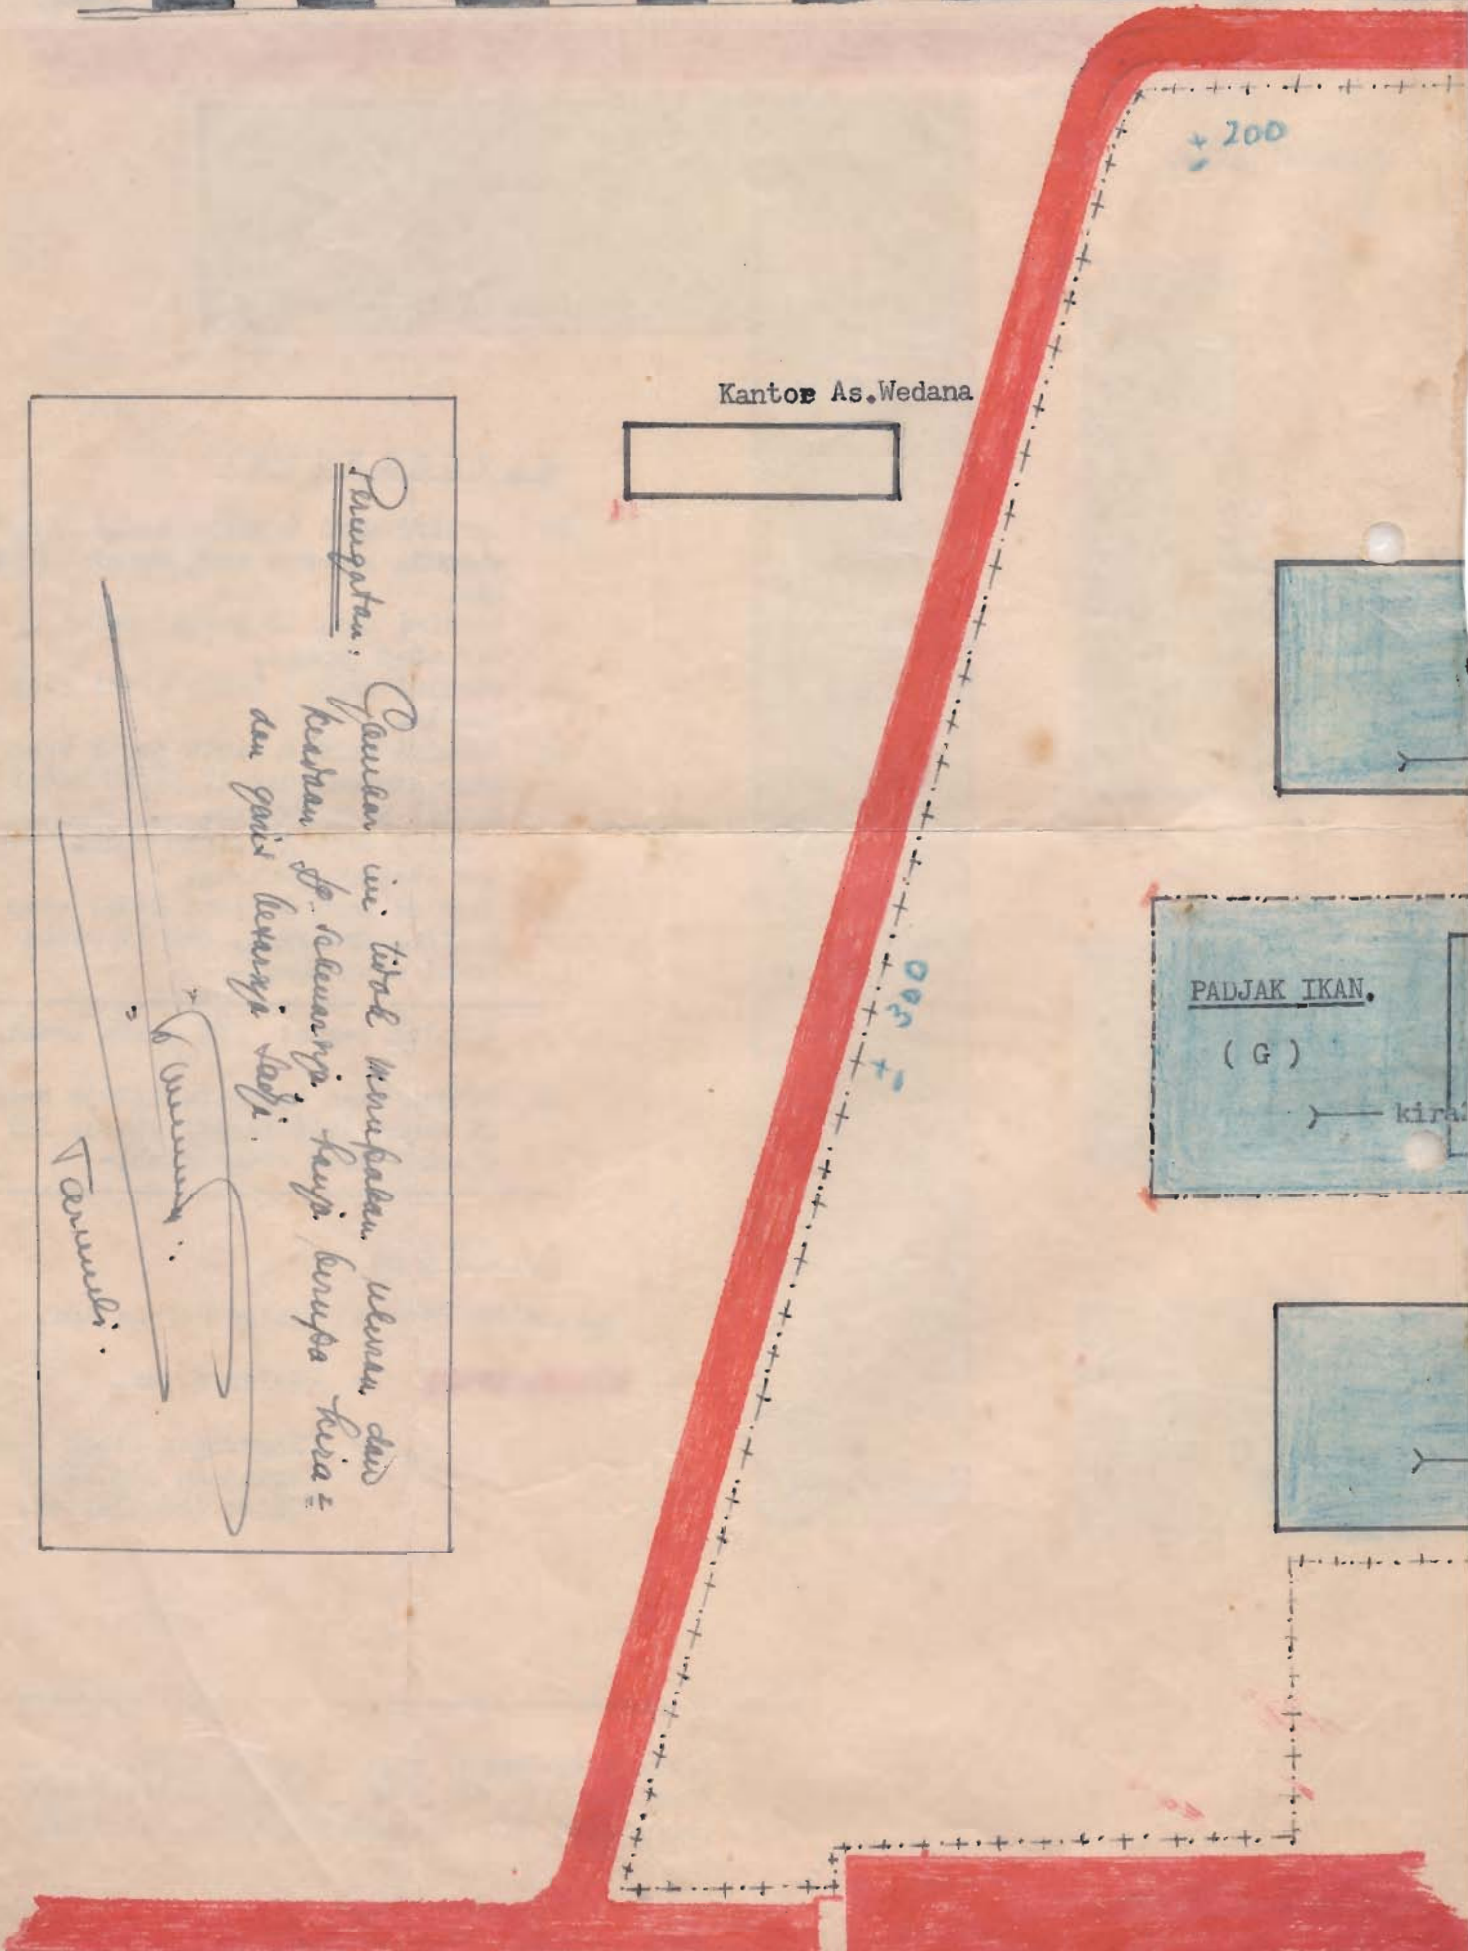 ± 200
Kantor As.Wedana
Peringatan: Gambar ini tidak merupakan ukuran dari
keadaan jg. sebenarnja, hanja berupa kira2
dan garis besarnja sadja.
± 300
PADJAK IKAN.
( G )
kira2